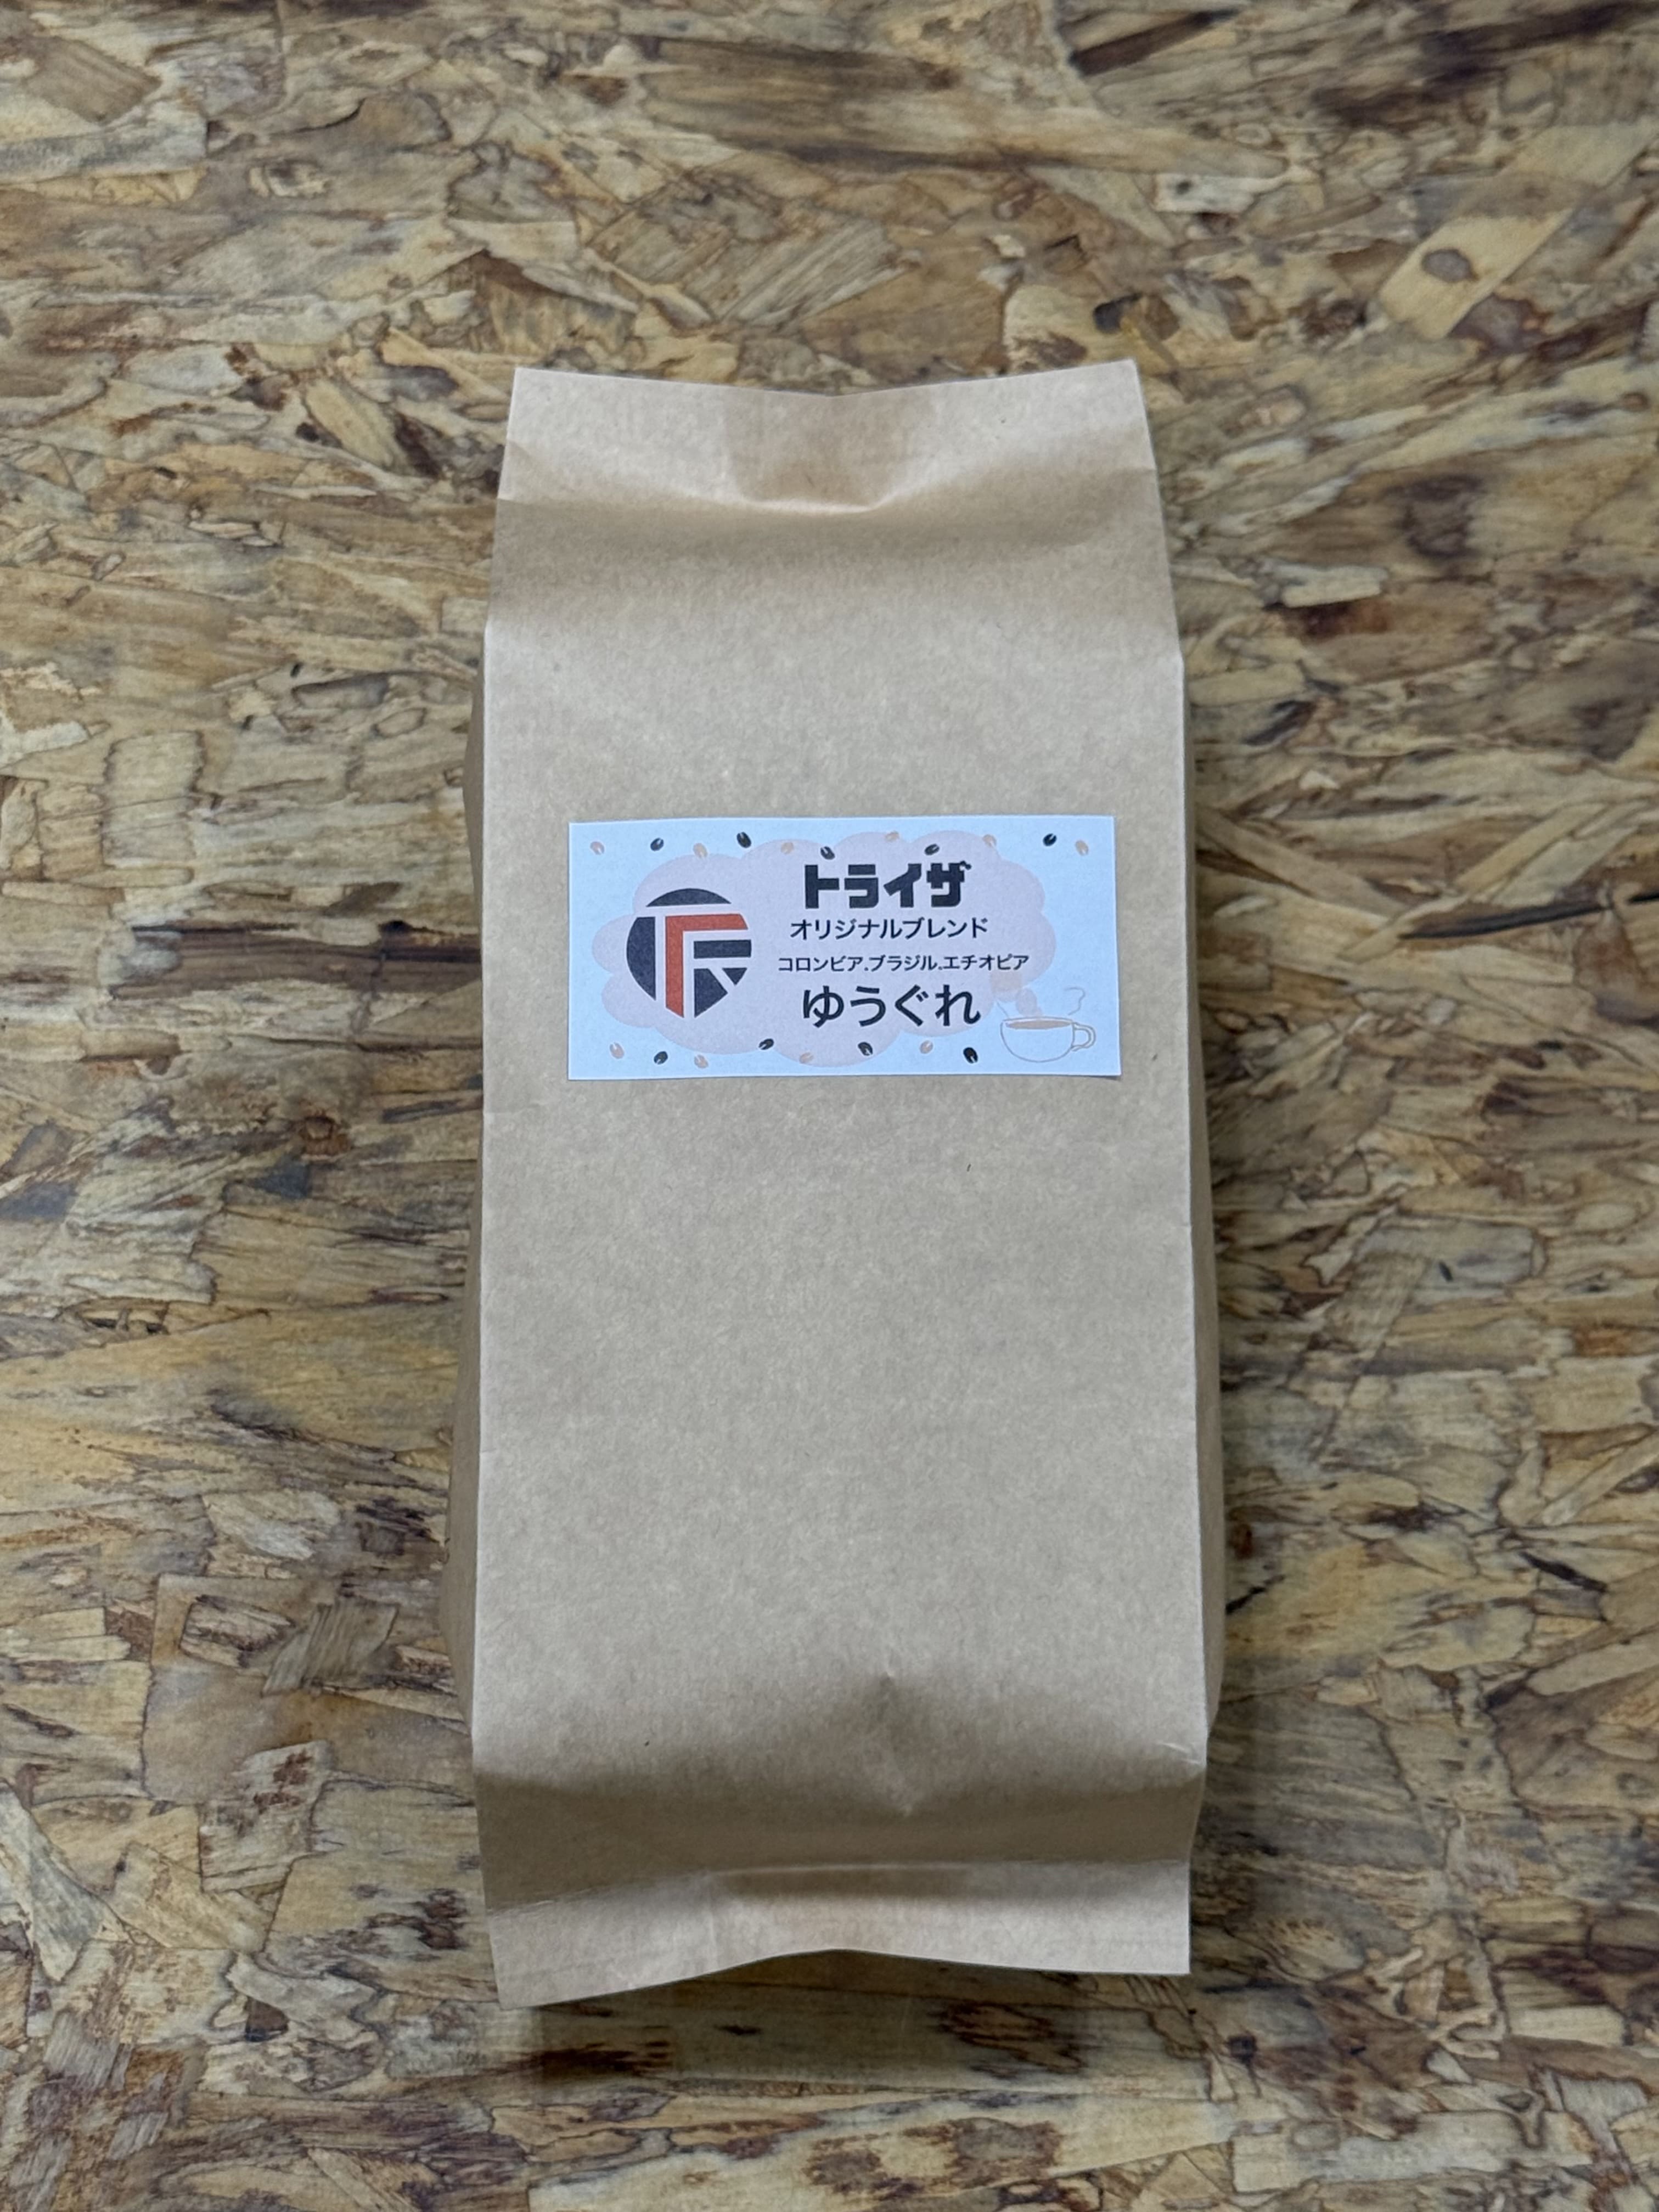 トライザ
オリジナルブレンド
コロンビア.ブラジル.エチオピア
ゆうぐれ